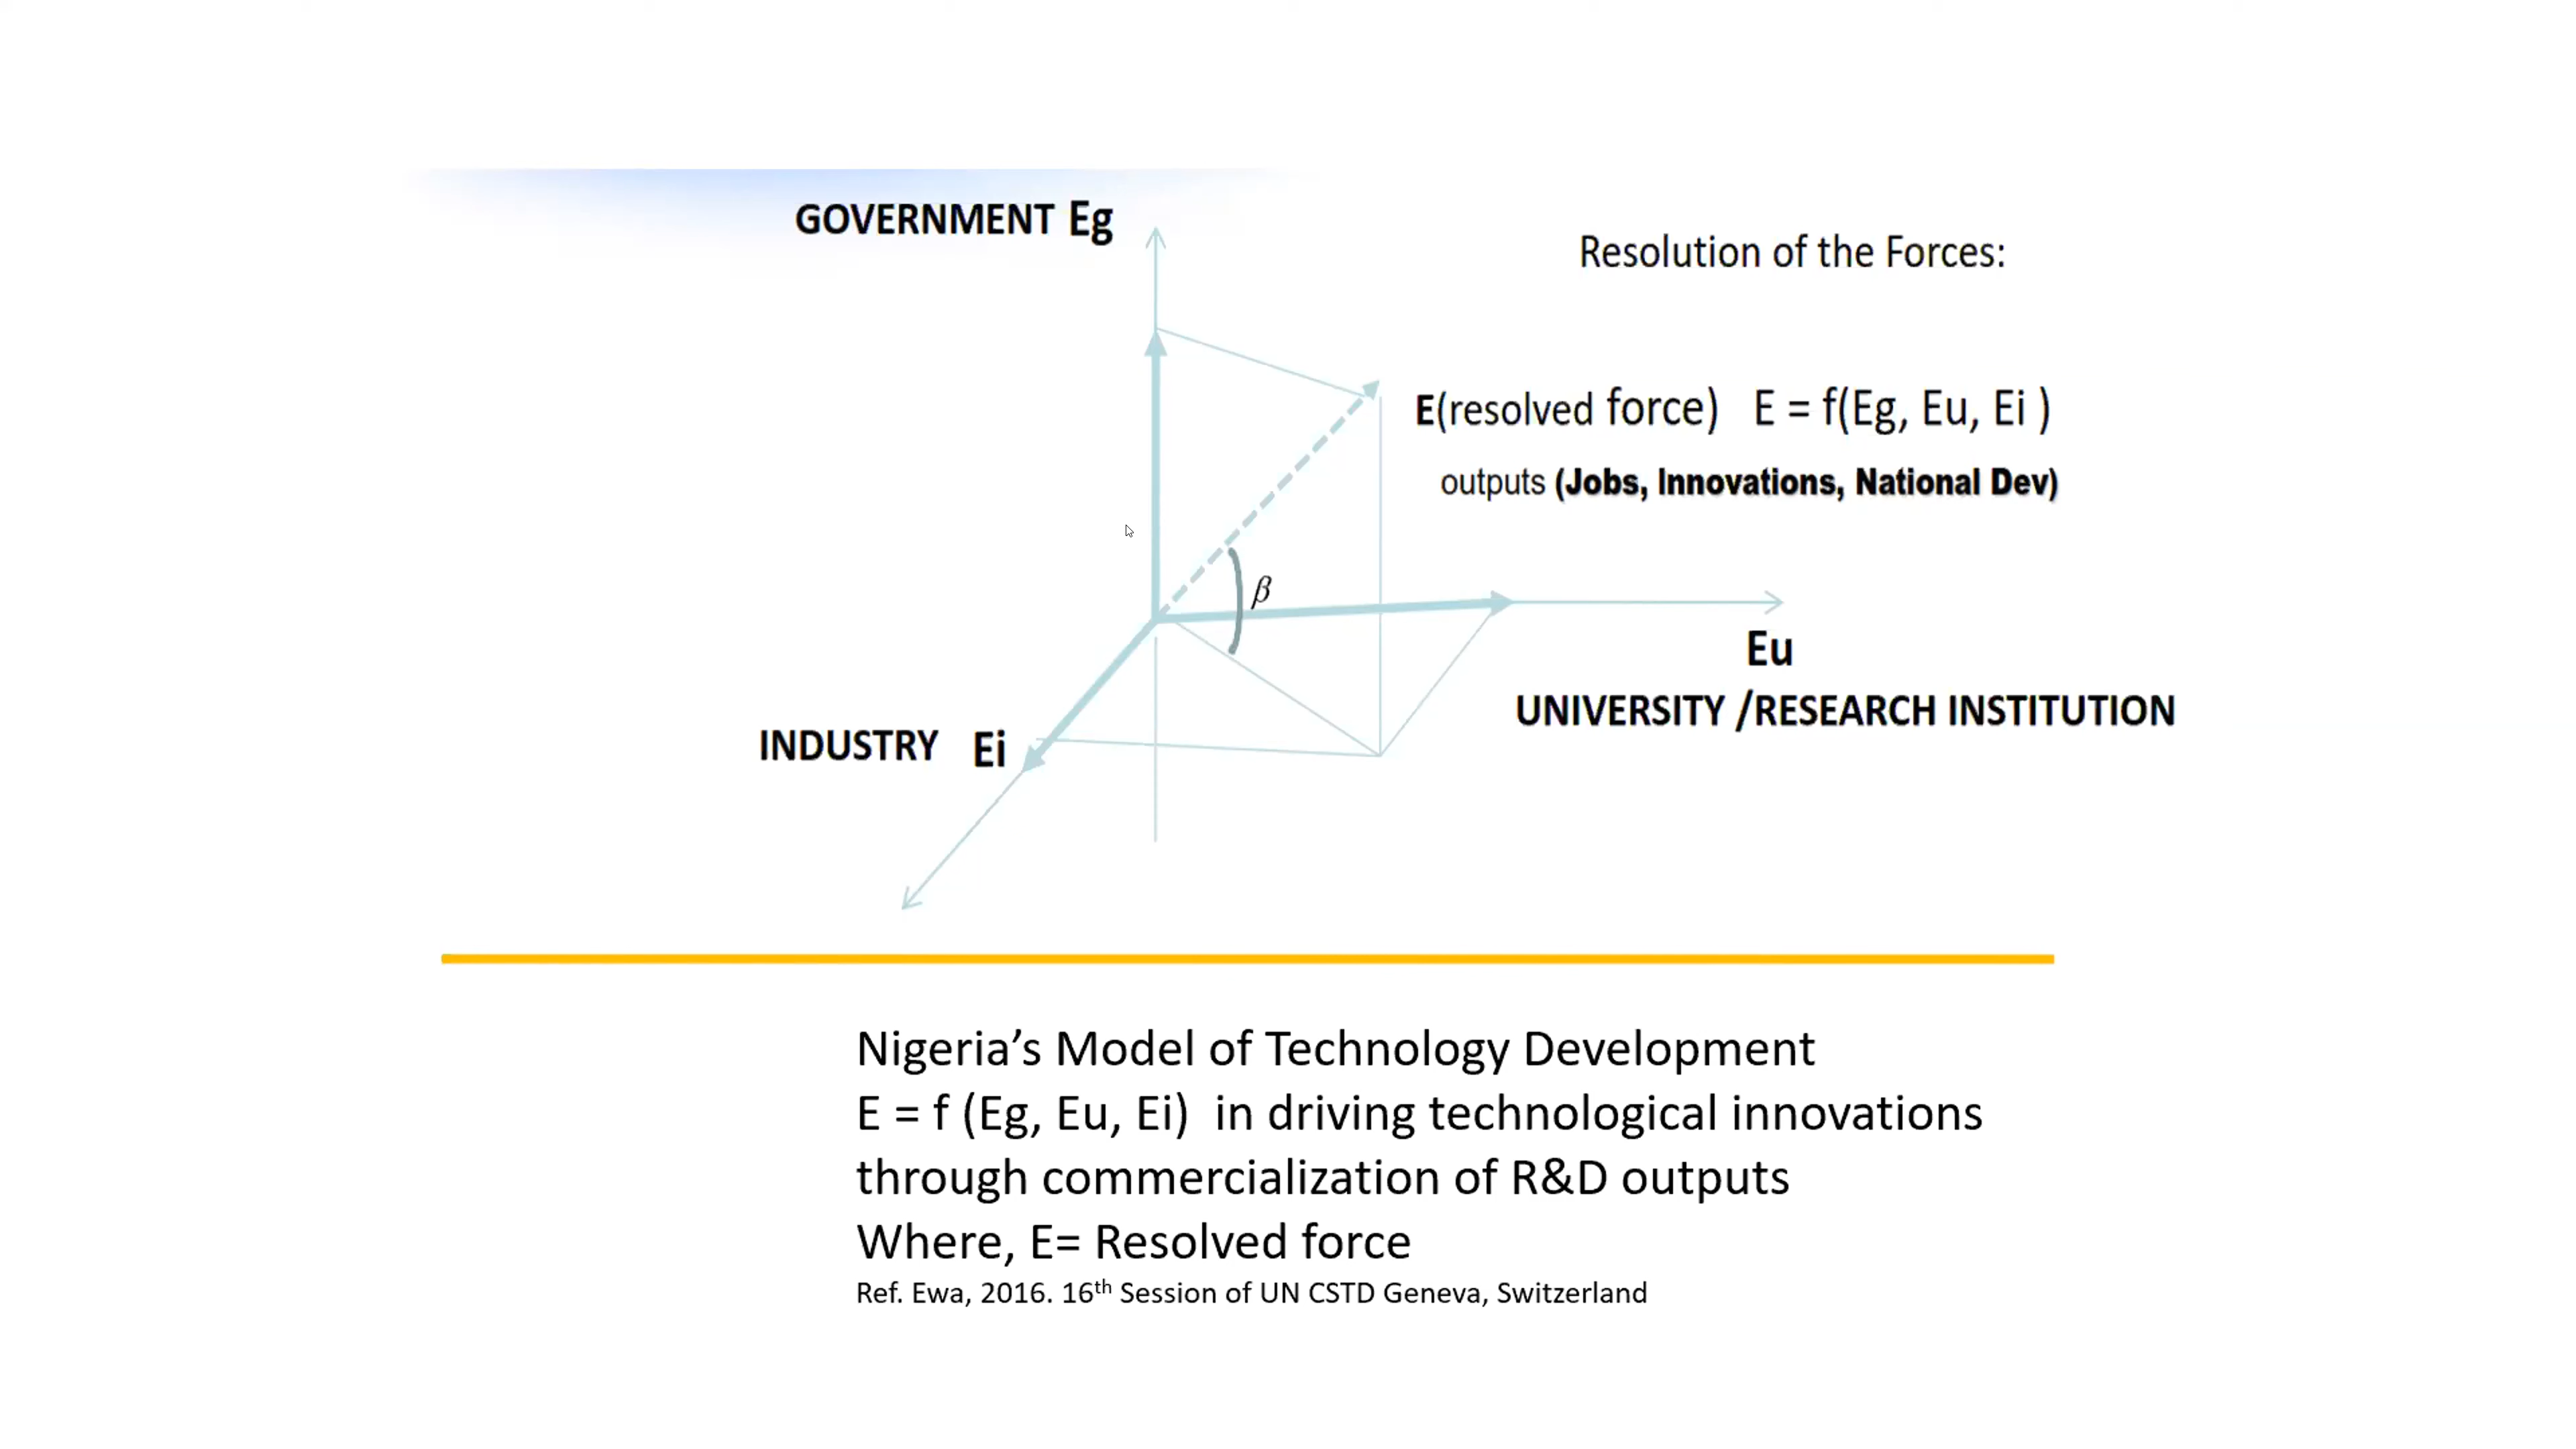 GOVERNMENT Eg
Resolution of the Forces:
E(resolved force) E = f(Eg, Eu, Ei )
outputs (Jobs, Innovations, National Dev)
β
Eu
UNIVERSITY /RESEARCH INSTITUTION
INDUSTRY Ei
Nigeria’s Model of Technology Development
E = f (Eg, Eu, Ei) in driving technological innovations
through commercialization of R&D outputs
Where, E= Resolved force
Ref. Ewa, 2016. 16th Session of UN CSTD Geneva, Switzerland